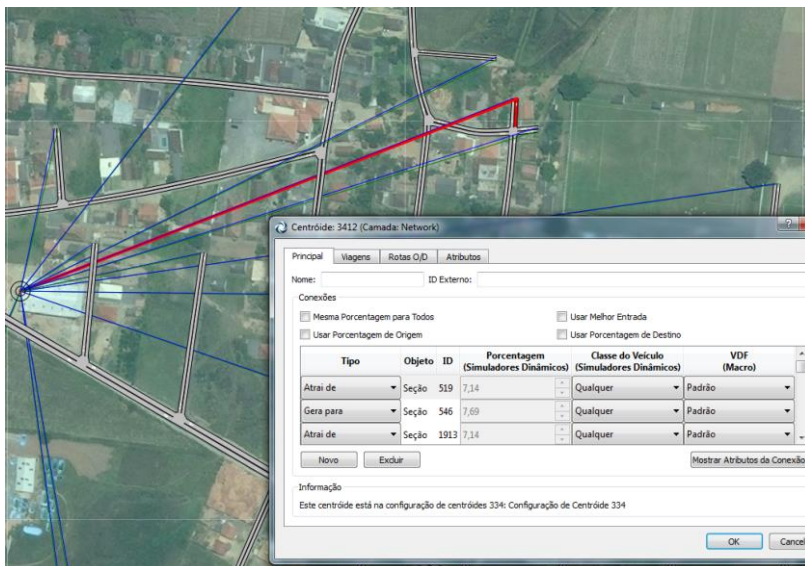 Centróide: 3412 (Camada: Network)
Principal Viagens Rotas O/D Atributos
Nome: ID Externo:
Conexões
Mesma Porcentagem para Todos Usar Melhor Entrada
Usar Porcentagem de Origem Usar Porcentagem de Destino
Tipo Objeto ID Porcentagem (Simuladores Dinâmicos) Classe do Veículo (Simuladores Dinâmicos) VDF (Macro)
Atrai de Seção 519 7,14 Qualquer Padrão
Gera para Seção 546 7,69 Qualquer Padrão
Atrai de Seção 1913 7,14 Qualquer Padrão
Novo Excluir Mostrar Atributos da Conexão
Informação
Este centróide está na configuração de centróides 334: Configuração de Centróide 334
OK Cancel